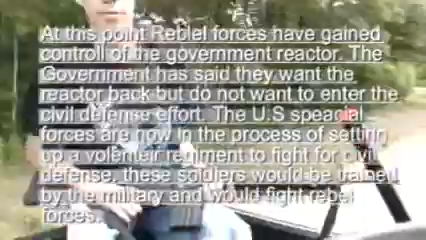 At this point Reblel forces have gained
controll of the government reactor. The
Government has said they want the
reactor back but do not want to enter the
civil defense effort. The U.S speacial
forces are now in the process of setting
up a volenteir regiment to fight for civil
defense, these soldiers would be trained
by the military and would fight rebel
forces.